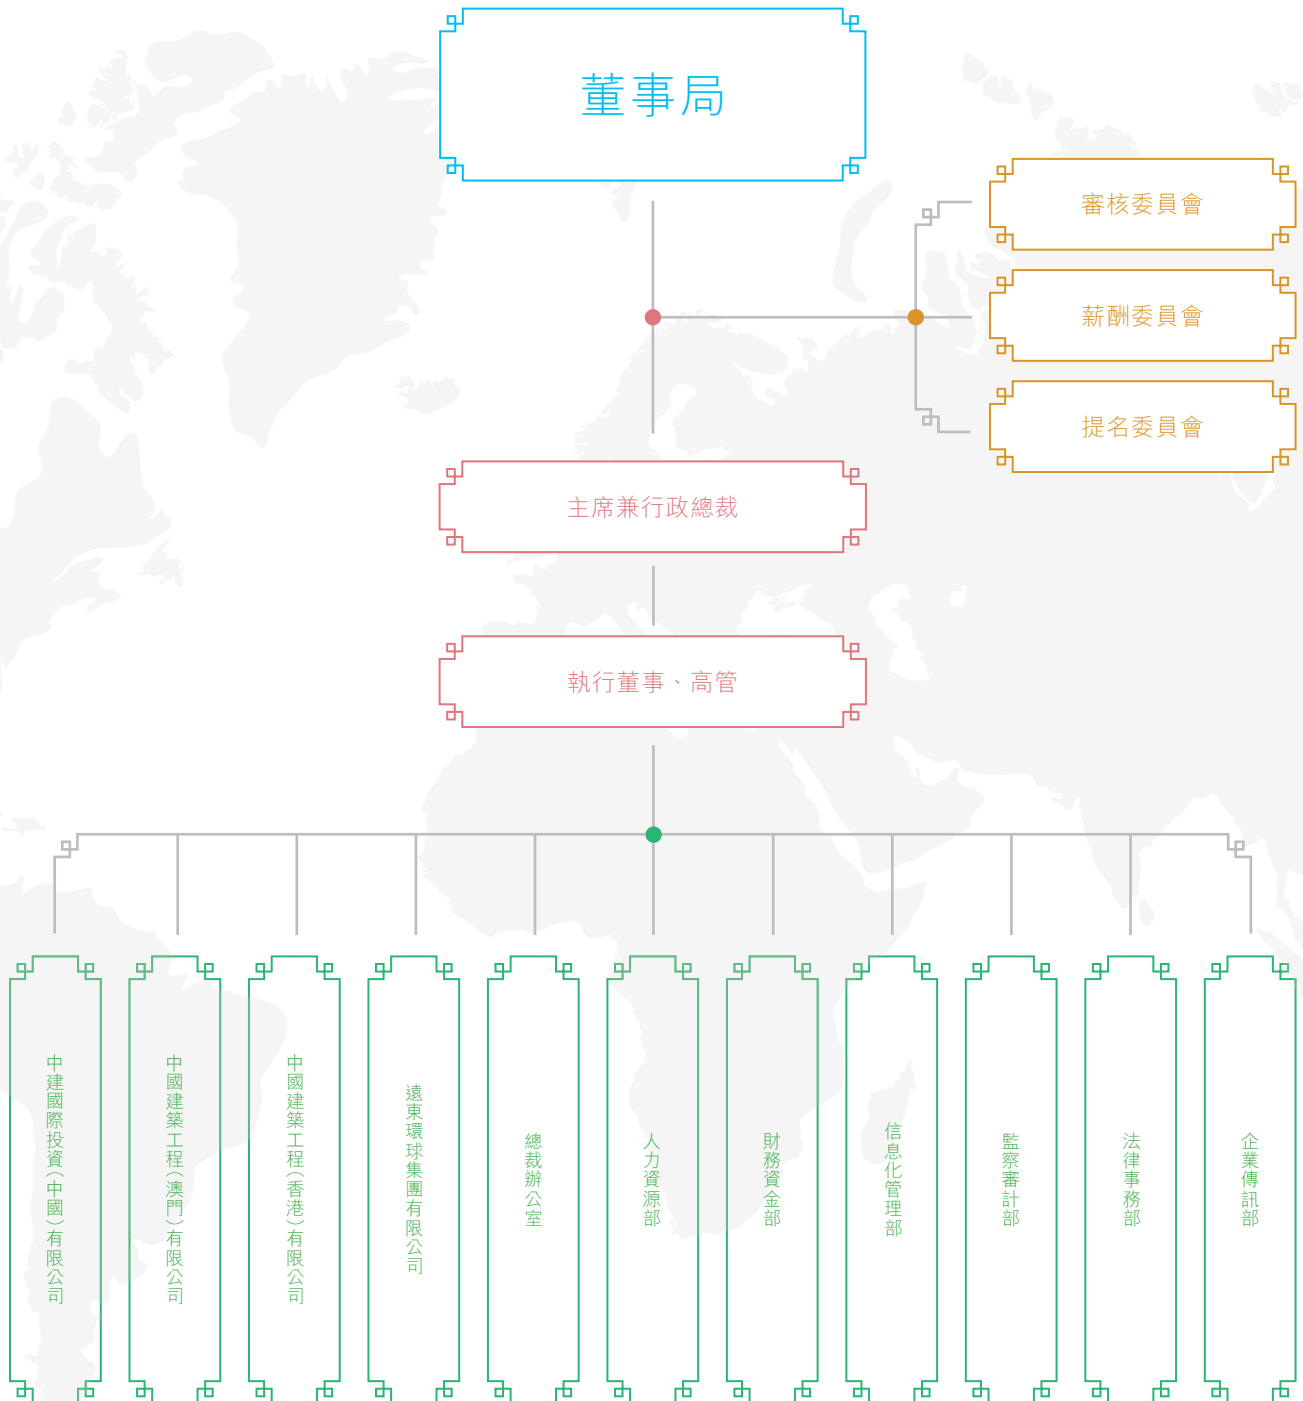 董事局
審核委員會
薪酬委員會
提名委員會
主席兼行政總裁
執行董事、高管
中建國際投資（中國）有限公司
中國建築工程（澳門）有限公司
中國建築工程（香港）有限公司
遠東環球集團有限公司
總裁辦公室
人力資源部
財務資金部
信息化管理部
監察審計部
法律事務部
企業傳訊部